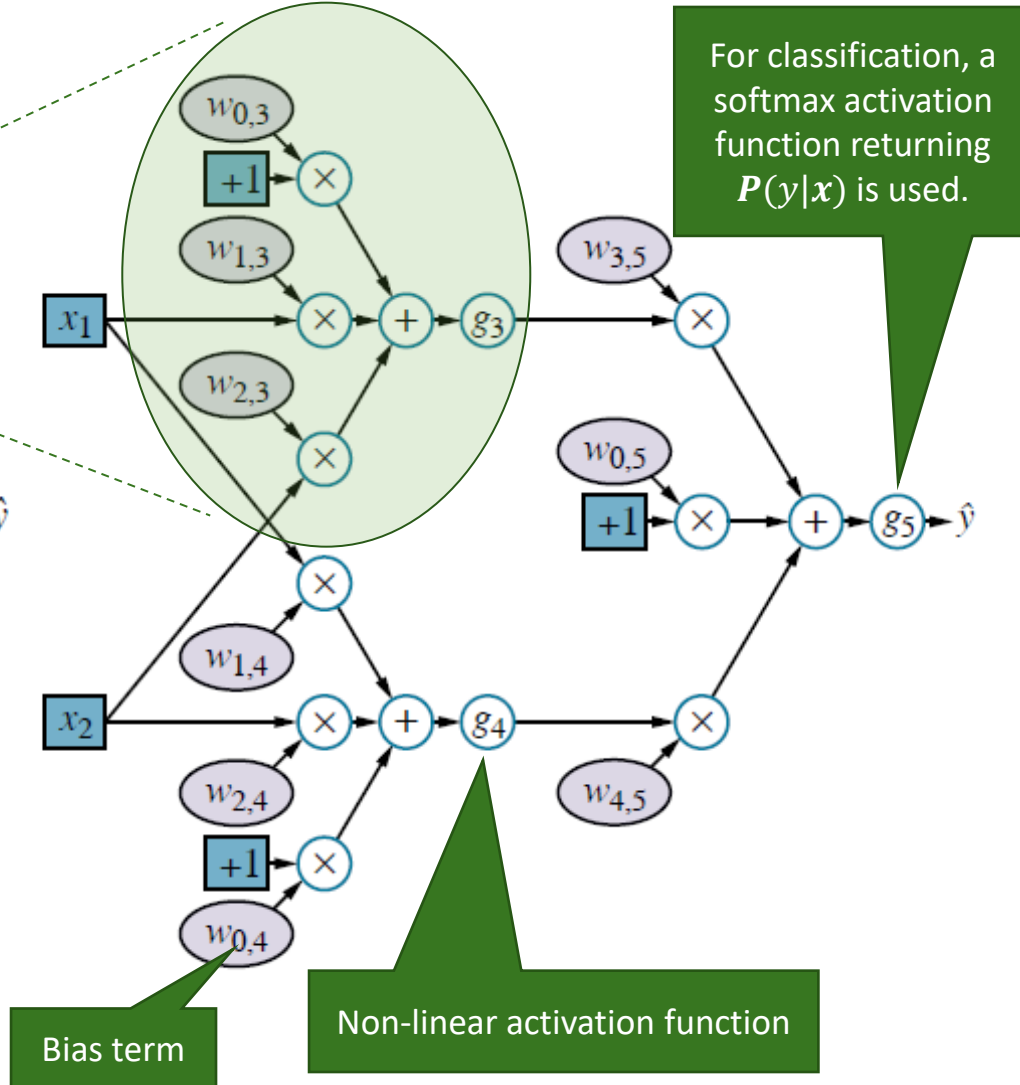 For classification, a
softmax activation
function returning
P(y|x) is used.
w0,3
+1
×
w1,3
x1
×
+
g3
w3,5
×
w2,3
×
w0,5
+1
×
+
g5
ŷ
ŷ
×
w1,4
x2
×
+
g4
×
w2,4
w4,5
+1
×
w0,4
Non-linear activation function
Bias term